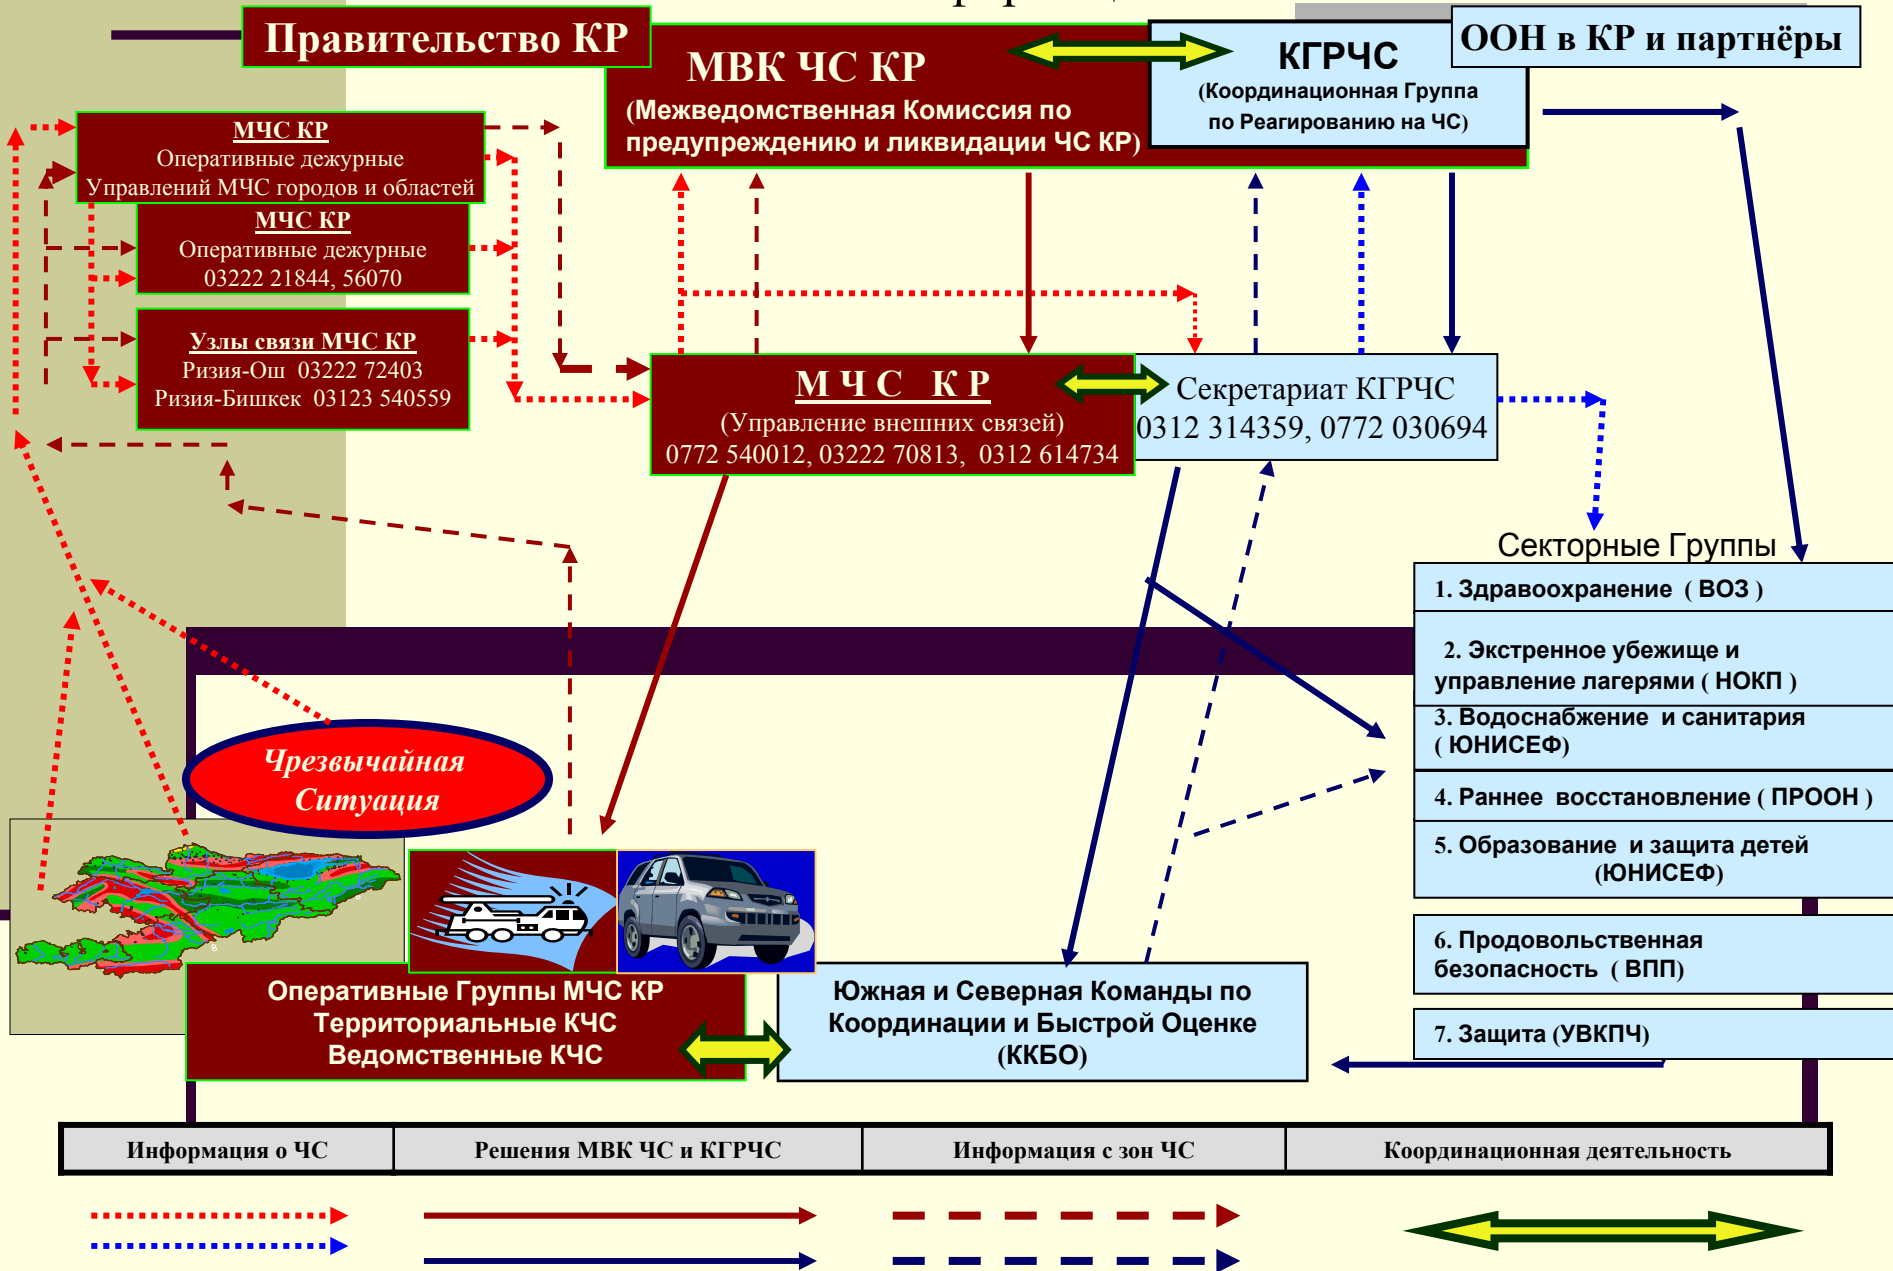 Правительство КР
МВК ЧС КР
(Межведомственная Комиссия по
предупреждению и ликвидации ЧС КР)
КГРЧС
(Координационная Группа
по Реагированию на ЧС)
ООН в КР и партнёры
МЧС КР
Оперативные дежурные
Управлений МЧС городов и областей
МЧС КР
Оперативные дежурные
03222 21844, 56070
Узлы связи МЧС КР
Ризия-Ош 03222 72403
Ризия-Бишкек 03123 540559
М Ч С К Р
(Управление внешних связей)
0772 540012, 03222 70813, 0312 614734
Секретариат КГРЧС
0312 314359, 0772 030694
Секторные Группы
1. Здравоохранение ( ВОЗ )
2. Экстренное убежище и
управление лагерями ( НОКП )
3. Водоснабжение и санитария
( ЮНИСЕФ)
4. Раннее восстановление ( ПРООН )
5. Образование и защита детей
(ЮНИСЕФ)
6. Продовольственная
безопасность ( ВПП)
7. Защита (УВКПЧ)
Чрезвычайная
Ситуация
Оперативные Группы МЧС КР
Территориальные КЧС
Ведомственные КЧС
Южная и Северная Команды по
Координации и Быстрой Оценке
(ККБО)
Информация о ЧС
Решения МВК ЧС и КГРЧС
Информация с зон ЧС
Координационная деятельность